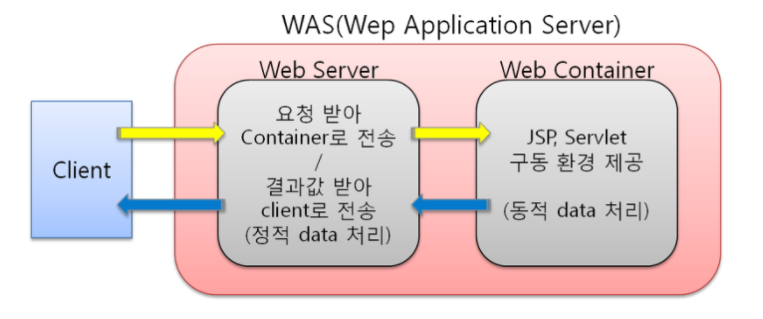 WAS(Wep Application Server)
Web Server
Web Container
Client
요청 받아
Container로 전송
/
결과값 받아
client로 전송
(정적 data 처리)
JSP, Servlet
구동 환경 제공
(동적 data 처리)